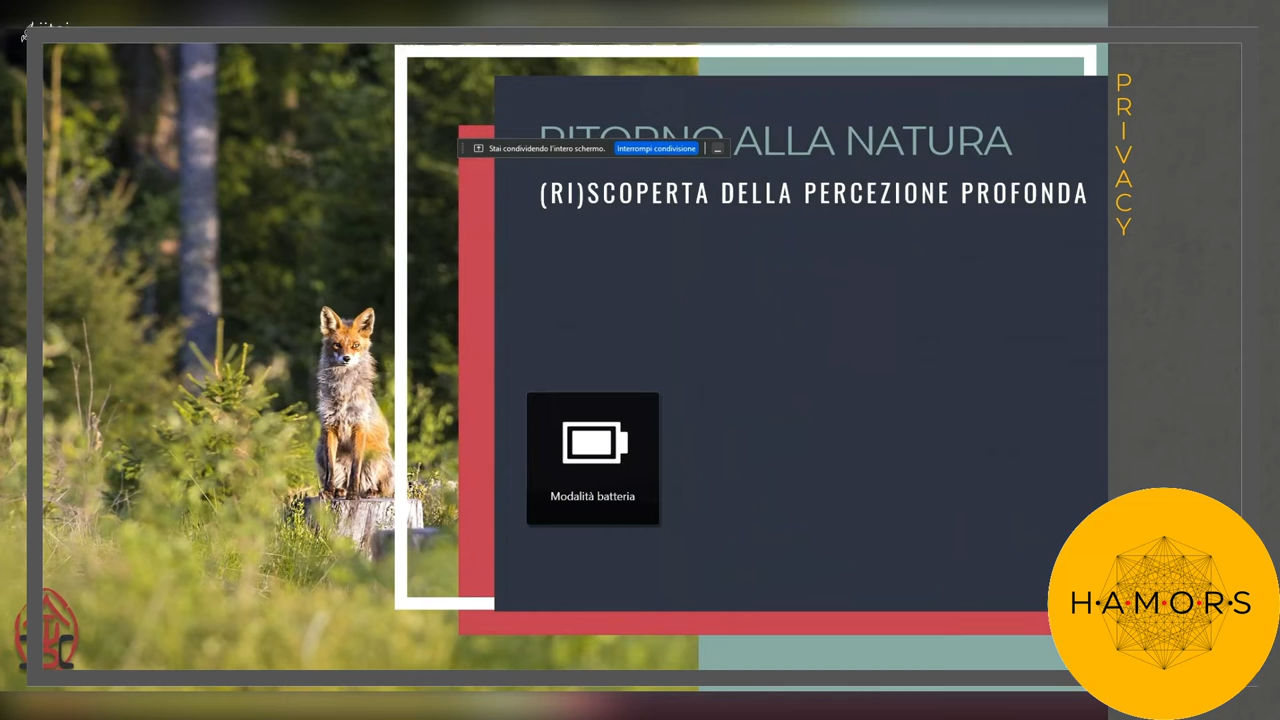 RITORNO ALLA NATURA
Stai condividendo l'intero schermo. Interrompi condivisione
(RI)SCOPERTA DELLA PERCEZIONE PROFONDA
PRIVACY
Modalità batteria
H·A·M·O·R·S